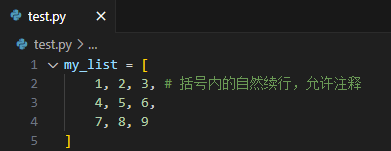 test.py
test.py > ...
1 my_list = [
2 1, 2, 3, # 括号内的自然续行，允许注释
3 4, 5, 6,
4 7, 8, 9
5 ]